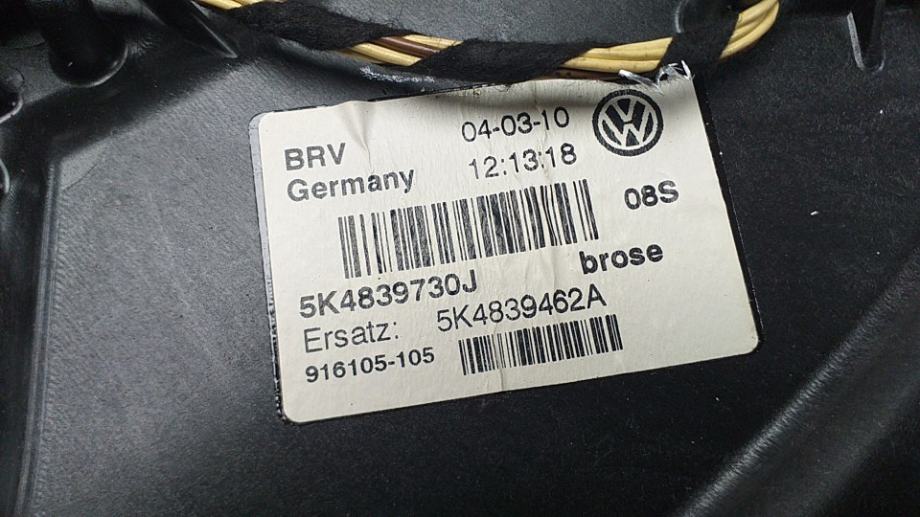 04-03-10
BRV
12:13:18
Germany
08S
brose
5K4839730J
Ersatz: 5K4839462A
916105-105